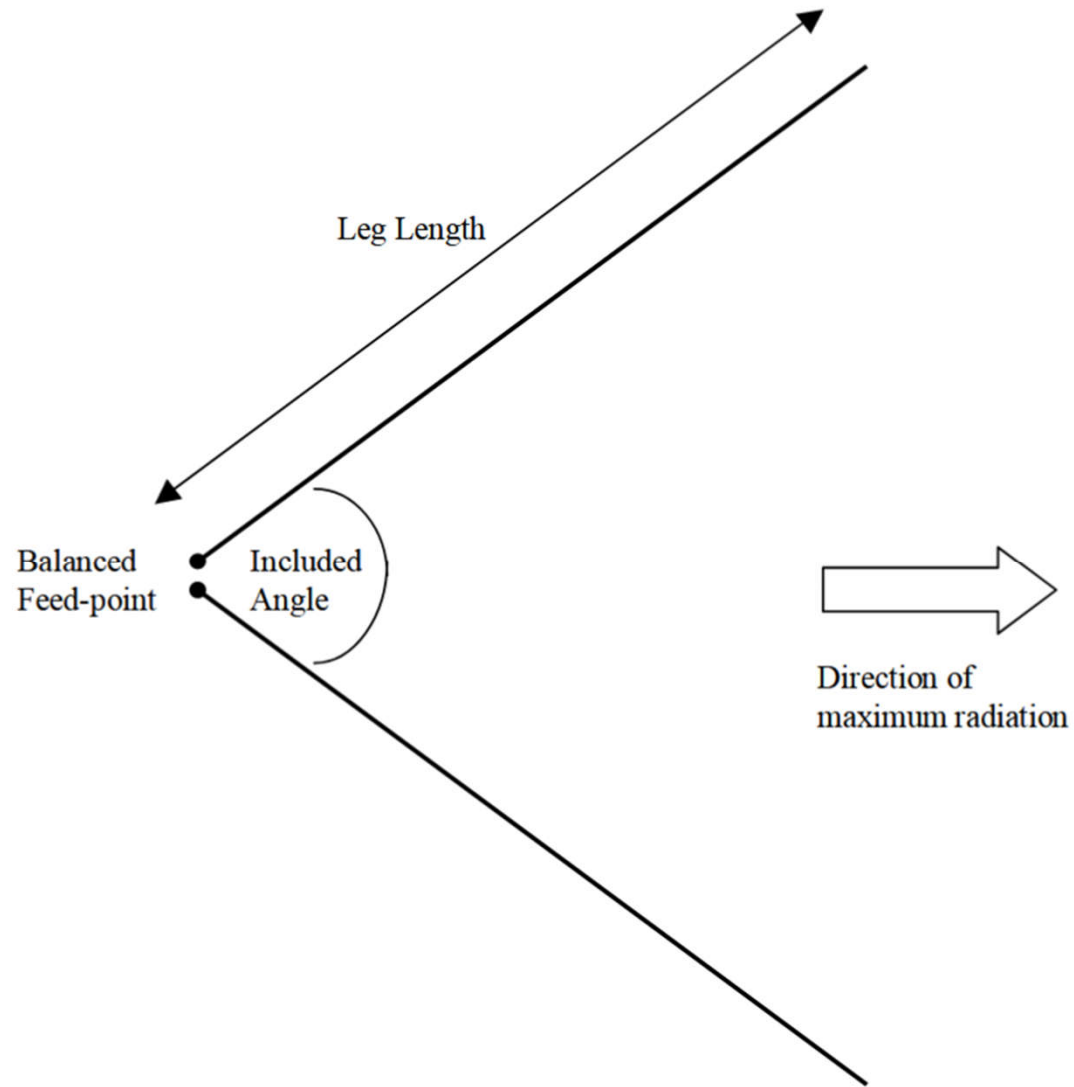 Leg Length
Balanced
Feed-point
Included
Angle
Direction of
maximum radiation